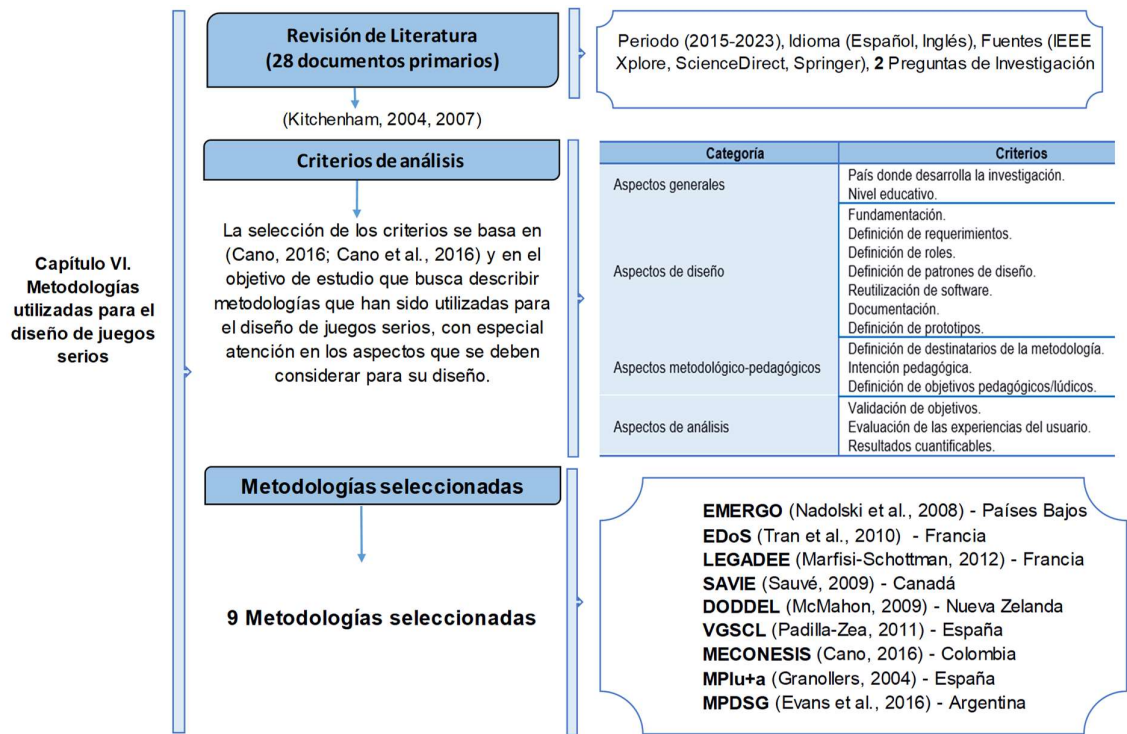 Capítulo VI.
Metodologías
utilizadas para el
diseño de juegos
serios
Revisión de Literatura
(28 documentos primarios)
(Kitchenham, 2004, 2007)
Periodo (2015-2023), Idioma (Español, Inglés), Fuentes (IEEE
Xplore, ScienceDirect, Springer), 2 Preguntas de Investigación
Criterios de análisis
La selección de los criterios se basa en
(Cano, 2016; Cano et al., 2016) y en el
objetivo de estudio que busca describir
metodologías que han sido utilizadas para
el diseño de juegos serios, con especial
atención en los aspectos que se deben
considerar para su diseño.
Categoría
Criterios
Aspectos generales
País donde desarrolla la investigación.
Nivel educativo.
Aspectos de diseño
Fundamentación.
Definición de requerimientos.
Definición de roles.
Definición de patrones de diseño.
Reutilización de software.
Documentación.
Definición de prototipos.
Aspectos metodológico-pedagógicos
Definición de destinatarios de la metodología.
Intención pedagógica.
Definición de objetivos pedagógicos/lúdicos.
Aspectos de análisis
Validación de objetivos.
Evaluación de las experiencias del usuario.
Resultados cuantificables.
Metodologías seleccionadas
9 Metodologías seleccionadas
EMERGO (Nadolski et al., 2008) - Países Bajos
EDoS (Tran et al., 2010) - Francia
LEGADEE (Marfisi-Schottman, 2012) - Francia
SAVIE (Sauvé, 2009) - Canadá
DODDEL (McMahon, 2009) - Nueva Zelanda
VGSCL (Padilla-Zea, 2011) - España
MECONESIS (Cano, 2016) - Colombia
MPlu+a (Granollers, 2004) - España
MPDSG (Evans et al., 2016) - Argentina